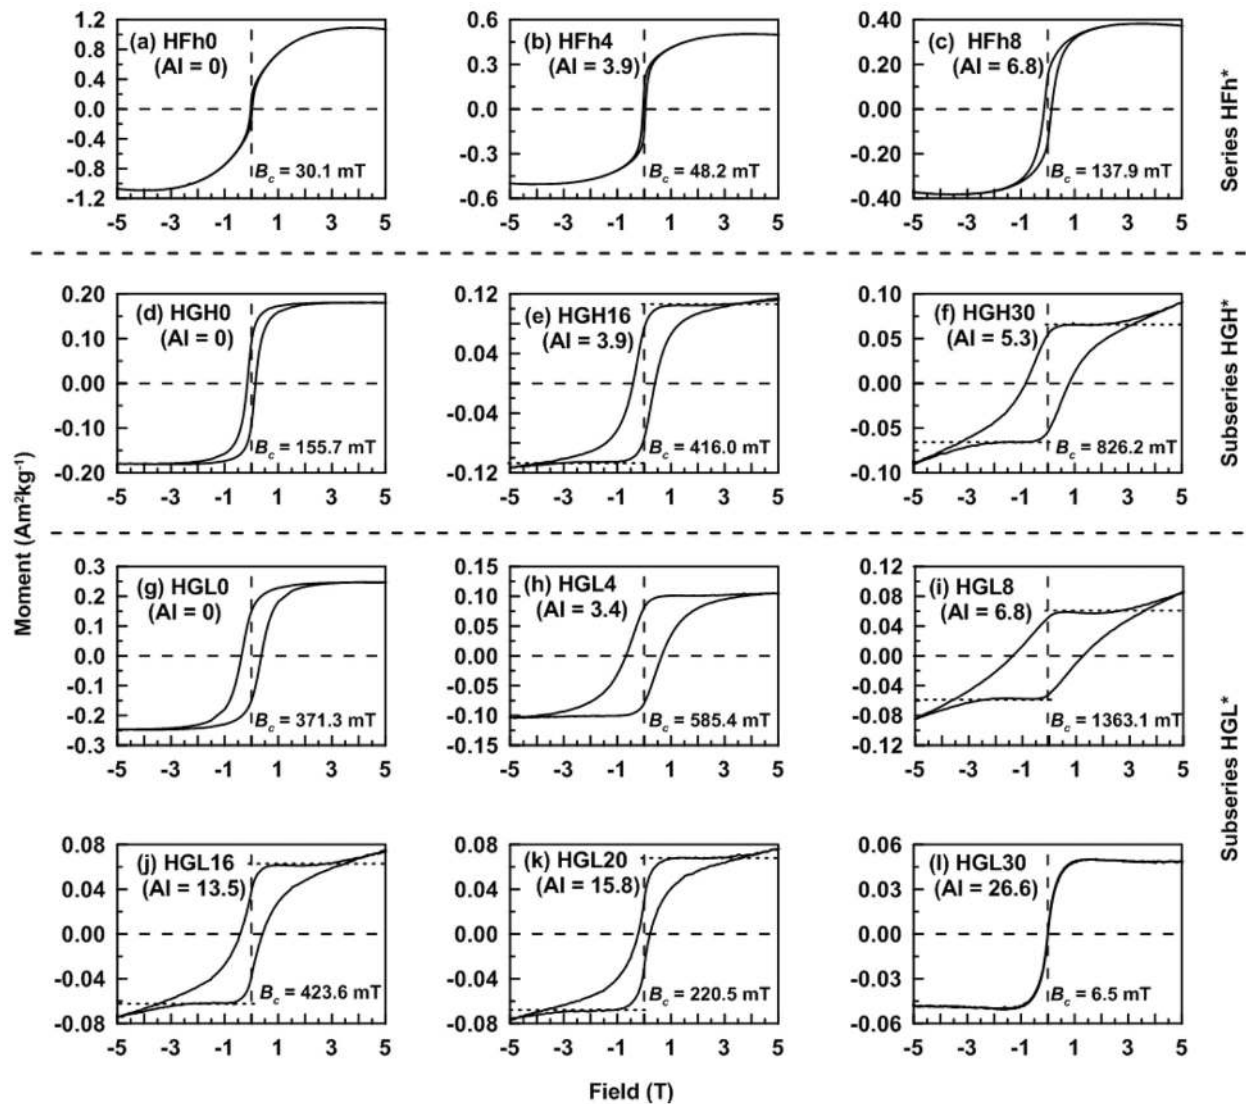 (a) HFh0
(Al = 0)
1.2
0.8
0.4
0.0
-0.4
-0.8
-1.2
B_c = 30.1 mT
-5 -3 -1 1 3 5
(b) HFh4
(Al = 3.9)
0.6
0.3
0.0
-0.3
-0.6
B_c = 48.2 mT
-5 -3 -1 1 3 5
(c) HFh8
(Al = 6.8)
0.40
0.20
0.00
-0.20
-0.40
B_c = 137.9 mT
-5 -3 -1 1 3 5
Series HFh*
(d) HGH0
(Al = 0)
0.20
0.10
0.00
-0.10
-0.20
B_c = 155.7 mT
-5 -3 -1 1 3 5
(e) HGH16
(Al = 3.9)
0.12
0.04
-0.04
-0.12
B_c = 416.0 mT
-5 -3 -1 1 3 5
(f) HGH30
(Al = 5.3)
0.10
0.05
0.00
-0.05
-0.10
B_c = 826.2 mT
-5 -3 -1 1 3 5
Subseries HGH*
Moment (Am²kg⁻¹)
(g) HGL0
(Al = 0)
0.3
0.2
0.1
0.0
-0.1
-0.2
-0.3
B_c = 371.3 mT
-5 -3 -1 1 3 5
(h) HGL4
(Al = 3.4)
0.15
0.10
0.05
0.00
-0.05
-0.10
-0.15
B_c = 585.4 mT
-5 -3 -1 1 3 5
(i) HGL8
(Al = 6.8)
0.12
0.08
0.04
0.00
-0.04
-0.08
-0.12
B_c = 1363.1 mT
-5 -3 -1 1 3 5
Subseries HGL*
(j) HGL16
(Al = 13.5)
0.08
0.04
0.00
-0.04
-0.08
B_c = 423.6 mT
-5 -3 -1 1 3 5
(k) HGL20
(Al = 15.8)
0.08
0.04
0.00
-0.04
-0.08
B_c = 220.5 mT
-5 -3 -1 1 3 5
(l) HGL30
(Al = 26.6)
0.06
0.03
0.00
-0.03
-0.06
B_c = 6.5 mT
-5 -3 -1 1 3 5
Field (T)